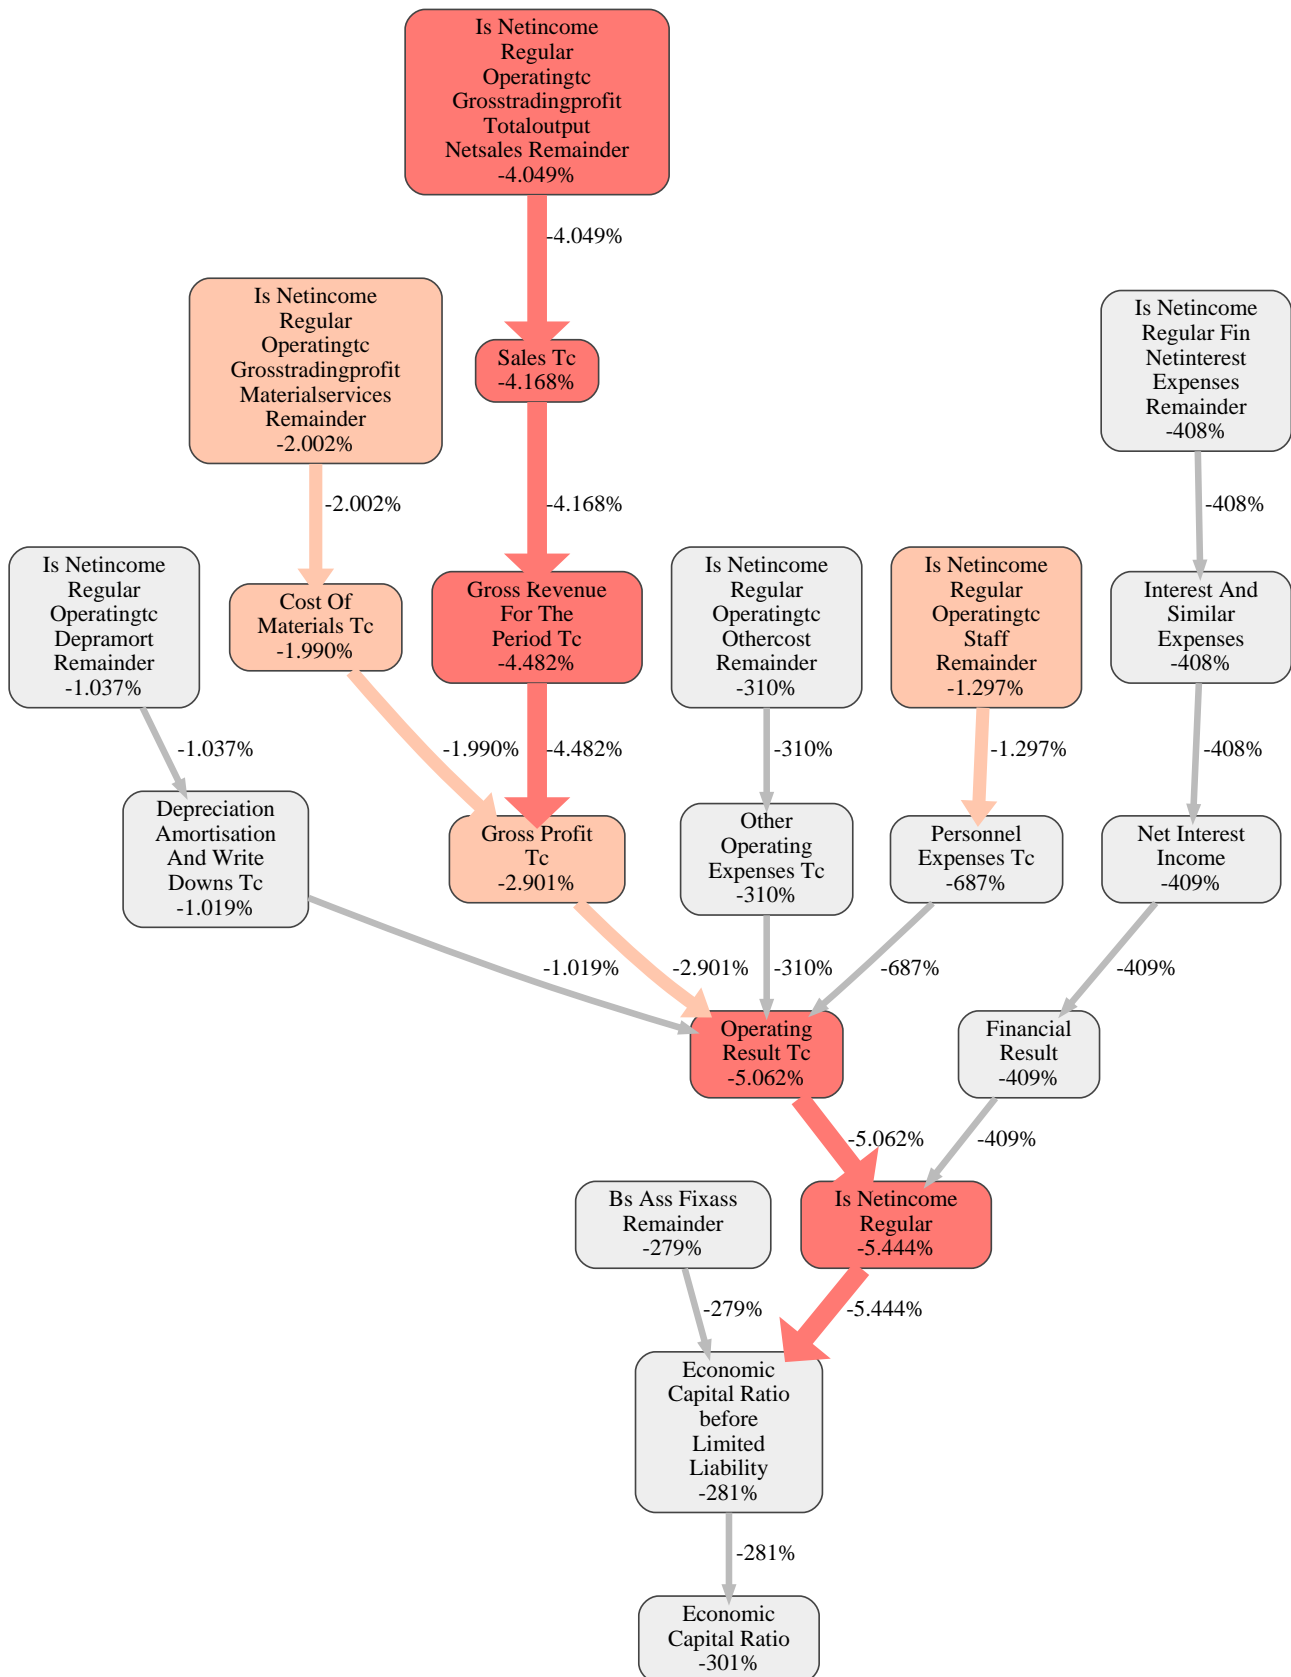 Is Netincome
Regular
Operatingtc
Grosstradingprofit
Totaloutput
Netsales Remainder
-4.049%
-4.049%
Is Netincome
Regular
Operatingtc
Grosstradingprofit
Materialservices
Remainder
-2.002%
Sales Tc
-4.168%
Is Netincome
Regular Fin
Netinterest
Expenses
Remainder
-408%
-2.002%
-4.168%
-408%
Is Netincome
Regular
Operatingtc
Depramort
Remainder
-1.037%
Cost Of
Materials Tc
-1.990%
Gross Revenue
For The
Period Tc
-4.482%
Is Netincome
Regular
Operatingtc
Othercost
Remainder
-310%
Is Netincome
Regular
Operatingtc
Staff
Remainder
-1.297%
Interest And
Similar
Expenses
-408%
-1.037%
-1.990%
-4.482%
-310%
-1.297%
-408%
Depreciation
Amortisation
And Write
Downs Tc
-1.019%
Gross Profit
Tc
-2.901%
Other
Operating
Expenses Tc
-310%
Personnel
Expenses Tc
-687%
Net Interest
Income
-409%
-1.019%
-2.901%
-310%
-687%
-409%
Operating
Result Tc
-5.062%
Financial
Result
-409%
-5.062%
-409%
Bs Ass Fixass
Remainder
-279%
Is Netincome
Regular
-5.444%
-279%
-5.444%
Economic
Capital Ratio
before
Limited
Liability
-281%
-281%
Economic
Capital Ratio
-301%